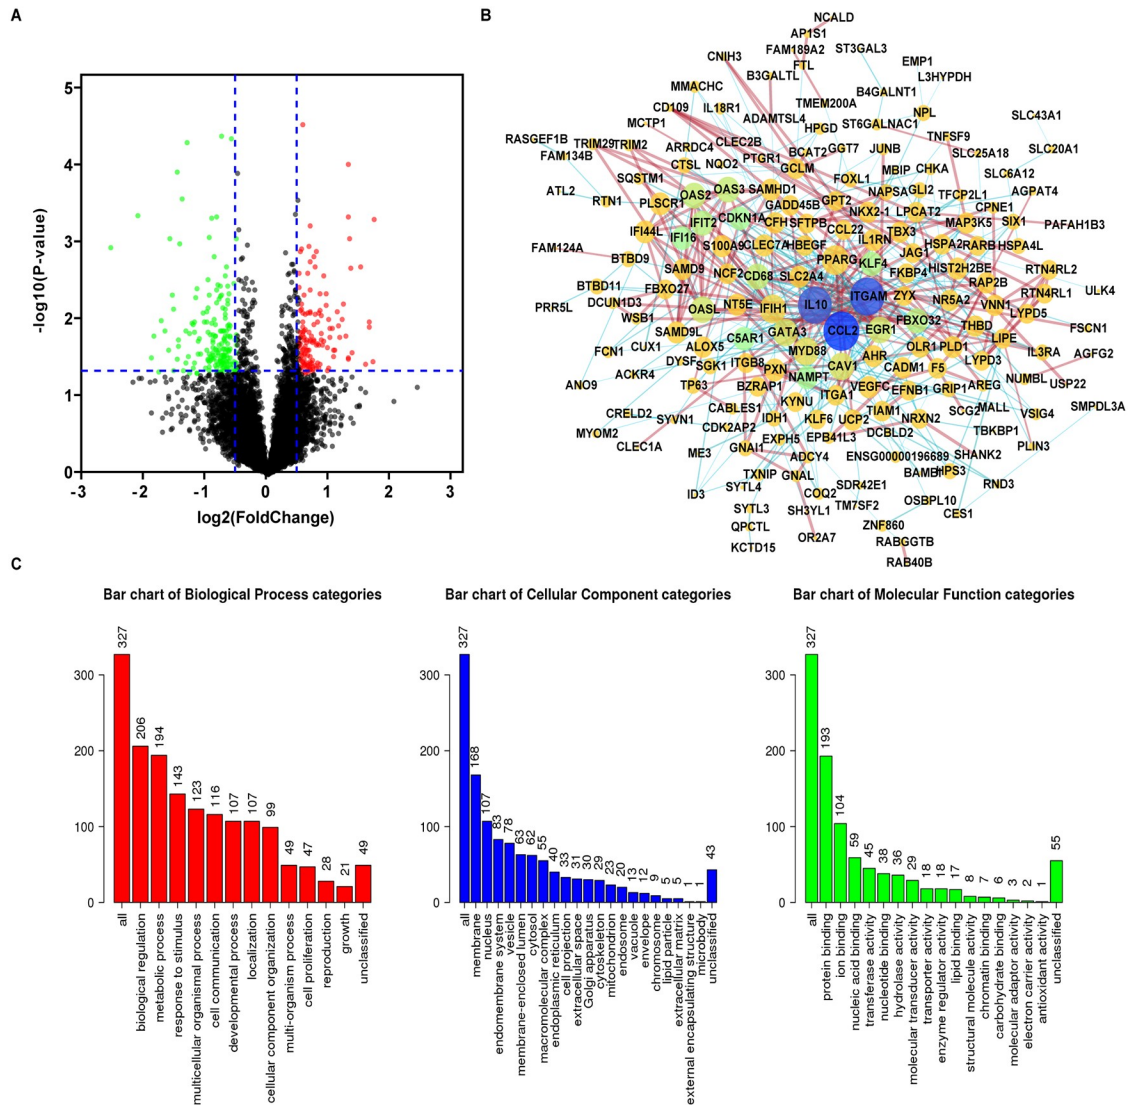 A
B
5
4
3
2
1
0
-3
-2
-1
0
1
2
3
-log10(P-value)
log2(FoldChange)
NCALD
AP1S1
FAM189A2
ST3GAL3
CNIH3
FTL
EMP1
B3GALTL
L3HYPDH
MMACHC
B4GALNT1
CD109
IL18R1
TMEM200A
NPL
MCTP1
ADAMTSL4
ST6GALNAC1
SLC43A1
HPGD
TNFSF9
RASGEF1B
TRIM29
TRIM2
ARRDC4
CLEC2B
BCAT2
GGT7
JUNB
SLC25A18
SLC20A1
FAM134B
CTSL
NQO2
PTGR1
GCLM
MBIP
CHKA
SLC6A12
SQSTM1
FOXL1
ATL2
RTN1
PLSCR1
OAS2
OAS3
SAMHD1
GPT2
NAPSA
GLI2
TFCP2L1
AGPAT4
GADD45B
NKX2-1
LPCAT2
CPNE1
IFIT2
CDKN1A
CFH
SFTPB
MAP3K5
SIX1
PAFAH1B3
IFI44L
IFI16
CCL22
TBX3
FAM124A
S100A9
CLEC7A
HBEGF
IL1RN
HSPA2
RARB
HSPA4L
BTBD9
JAG1
PPARG
KLF4
SAMD9
NCF2
CD68
SLC2A4
FKBP4
HIST2H2BE
RTN4RL2
BTBD11
FBXO27
RAP2B
ULK4
DCUN1D3
ITGAM
ZYX
RTN4RL1
PRR5L
NT5E
IFIH1
IL10
NR5A2
VNN1
OASL
WSB1
LYPD5
FBXO32
FSCN1
SAMD9L
C5AR1
GATA3
CCL2
EGR1
THBD
LIPE
CUX1
ALOX5
MYD88
OLR1
PLD1
IL3RA
AGFG2
FCN1
DYSF
ITGB8
AHR
LYPD3
ACKR4
SGK1
PXN
CAV1
CADM1
F5
ANO9
TP63
BZRAP1
NAMPT
NUMBL
USP22
VEGFC
EFNB1
GRIP1
AREG
KYNU
ITGA1
CRELD2
CABLES1
SCG2
MALL
SMPDL3A
SYVN1
IDH1
KLF6
UCP2
TIAM1
NRXN2
VSIG4
MYOM2
CDK2AP2
TBKBP1
DCBLD2
CLEC1A
EXPH5
EPB41L3
PLIN3
ME3
GNAI1
ADCY4
ENSG00000196689
SHANK2
TXNIP
GNAL
BAMBI
HPS3
ID3
SYTL4
SDR42E1
RND3
COQ2
OSBPL10
SYTL3
SH3YL1
TM7SF2
CES1
QPCTL
ZNF860
OR2A7
RABGGTB
KCTD15
RAB40B
C
Bar chart of Biological Process categories
300
200
100
0
327
206
194
143
123
116
107
107
99
49
47
28
21
49
all
biological regulation
metabolic process
response to stimulus
multicellular organismal process
cell communication
developmental process
localization
cellular component organization
multi-organism process
cell proliferation
reproduction
growth
unclassified
Bar chart of Cellular Component categories
300
200
100
0
327
168
107
83
78
63
62
55
40
33
31
30
29
23
20
13
12
9
5
5
1
1
43
all
membrane
nucleus
endomembrane system
vesicle
membrane-enclosed lumen
cytosol
macromolecular complex
endoplasmic reticulum
cell projection
extracellular space
Golgi apparatus
cytoskeleton
mitochondrion
endosome
vacuole
envelope
chromosome
lipid particle
extracellular matrix
external encapsulating structure
microbody
unclassified
Bar chart of Molecular Function categories
300
200
100
0
327
193
104
59
45
38
36
29
18
18
17
8
7
6
3
2
1
55
all
protein binding
ion binding
nucleic acid binding
transferase activity
nucleotide binding
hydrolase activity
molecular transducer activity
transporter activity
enzyme regulator activity
lipid binding
structural molecule activity
chromatin binding
carbohydrate binding
molecular adaptor activity
electron carrier activity
antioxidant activity
unclassified